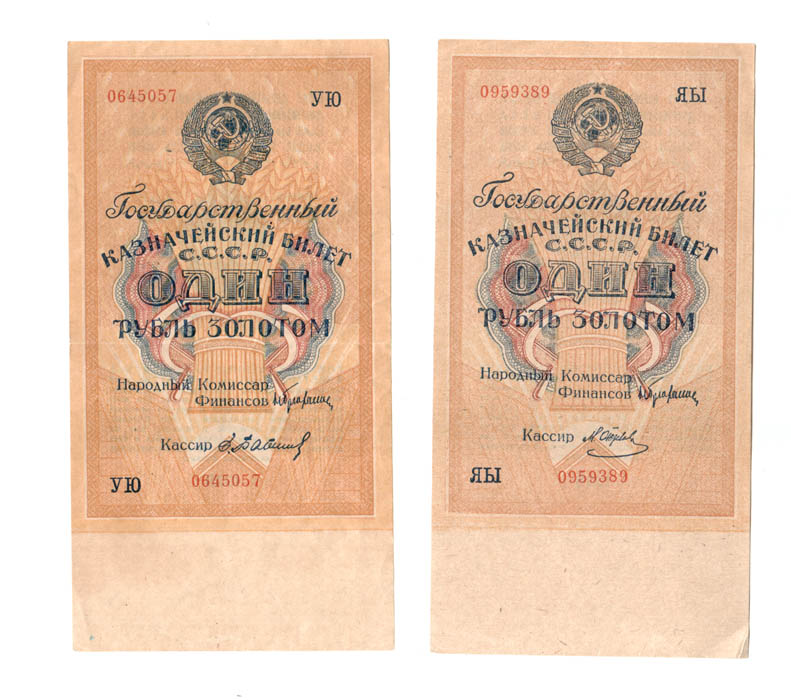 0645057
УЮ
Государственный
КАЗНАЧЕЙСКИЙ БИЛЕТ
С.С.С.Р.
ОДИН
РУБЛЬ ЗОЛОТОМ
Народный Комиссар
Финансов
Кассир
УЮ
0645057
0959389
ЯЫ
Государственный
КАЗНАЧЕЙСКИЙ БИЛЕТ
С.С.С.Р.
ОДИН
РУБЛЬ ЗОЛОТОМ
Народный Комиссар
Финансов
Кассир
ЯЫ
0959389